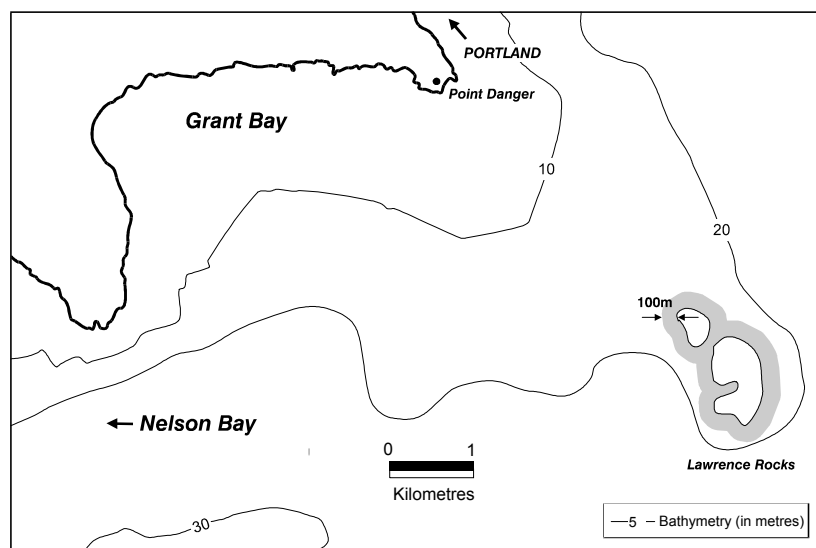 PORTLAND
Point Danger
Grant Bay
10
20
100m
Nelson Bay
0 1
Kilometres
Lawrence Rocks
30
5 Bathymetry (in metres)